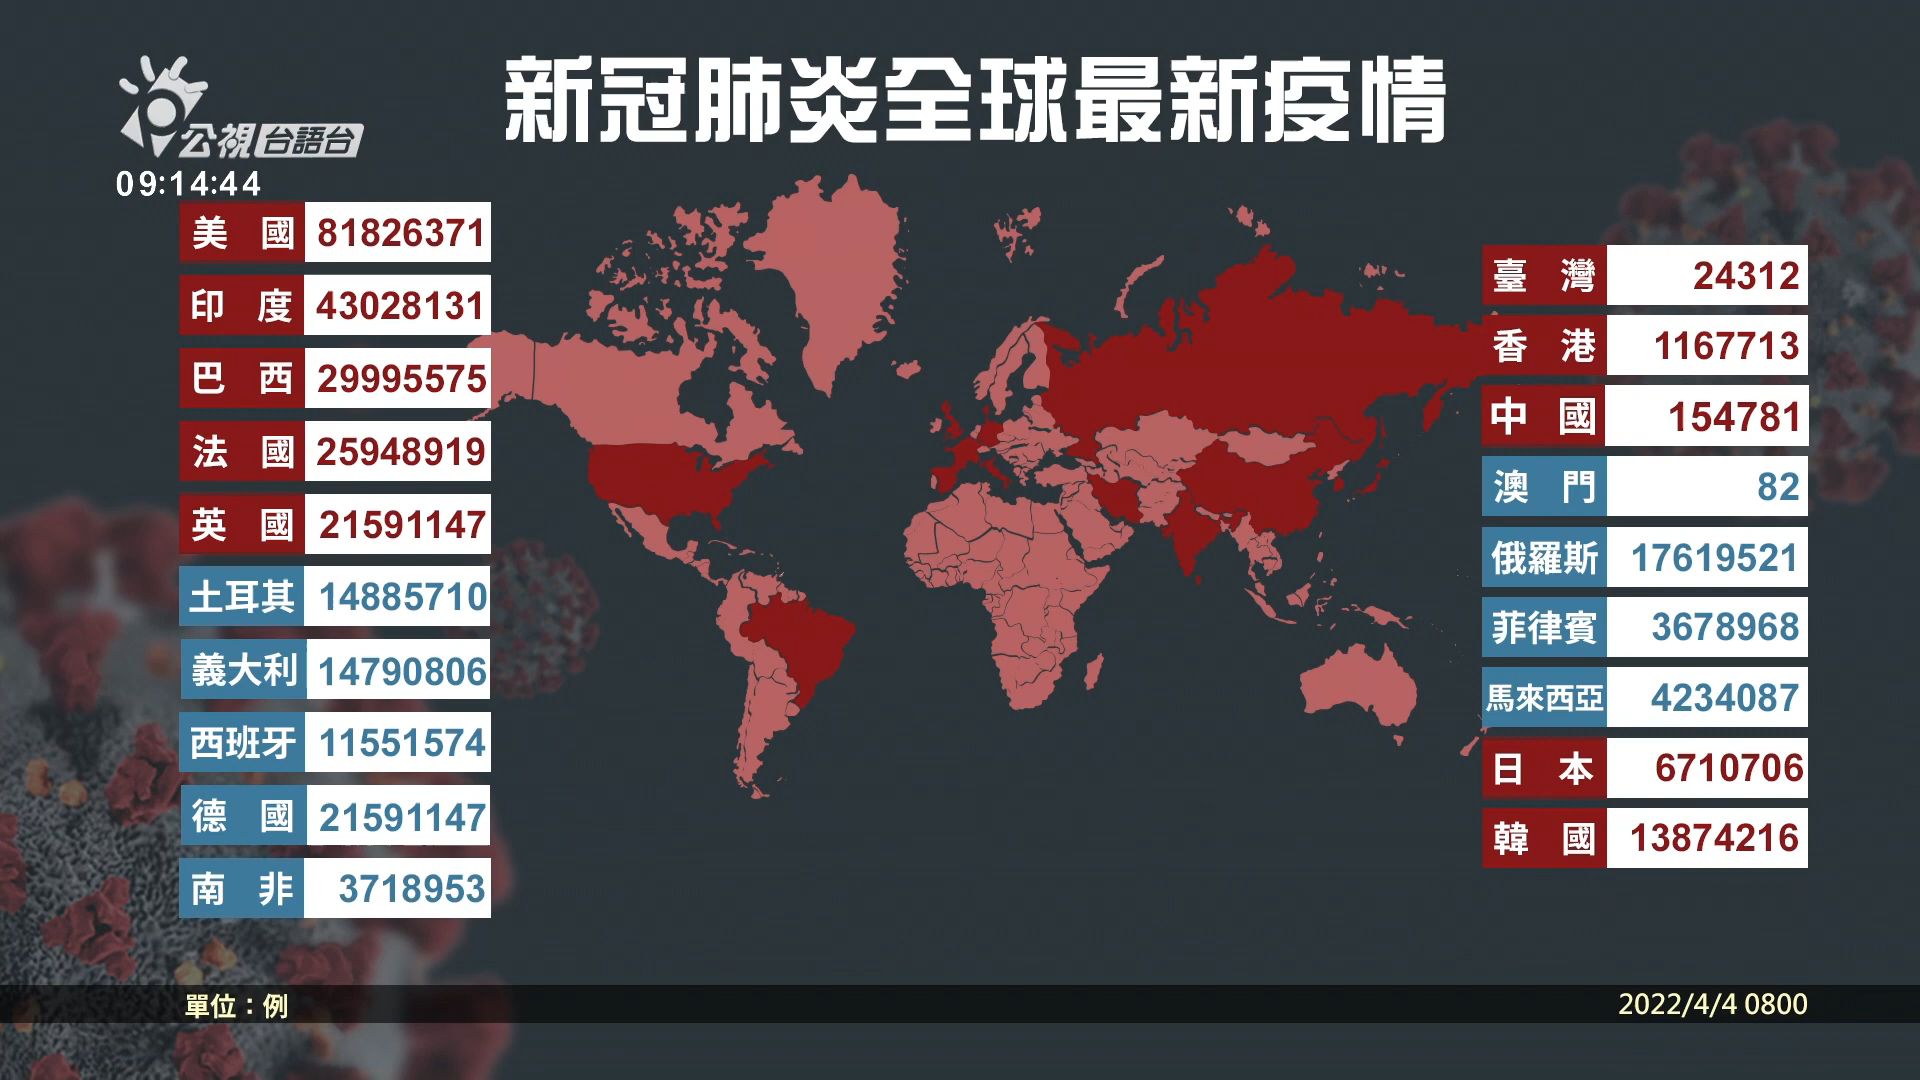 新冠肺炎全球最新疫情
公視台語台
09:14:44
美國 81826371
印度 43028131
巴西 29995575
法國 25948919
英國 21591147
土耳其 14885710
義大利 14790806
西班牙 11551574
德國 21591147
南非 3718953
臺灣 24312
香港 1167713
中國 154781
澳門 82
俄羅斯 17619521
菲律賓 3678968
馬來西亞 4234087
日本 6710706
韓國 13874216
單位：例
2022/4/4 0800